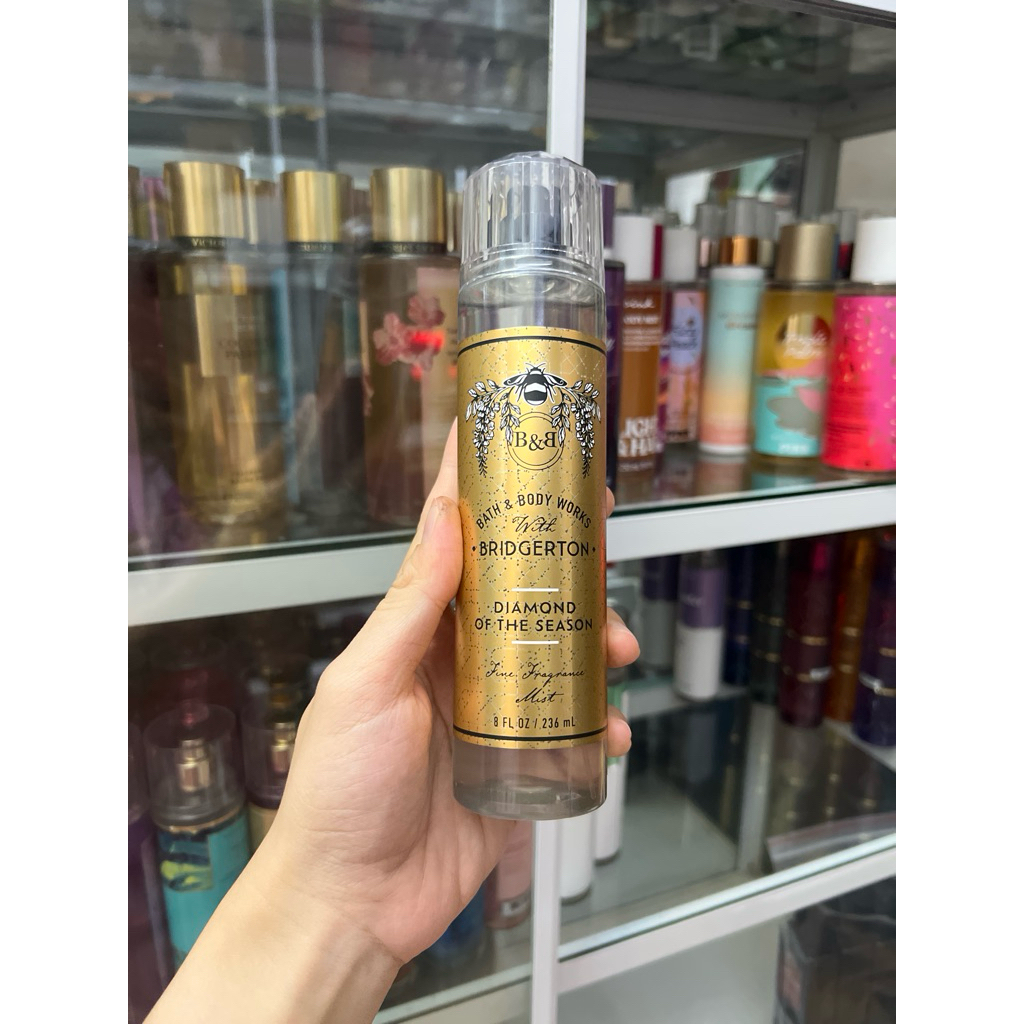 B&B
BATH & BODY WORKS
With
• BRIDGERTON •
DIAMOND
OF THE SEASON
Fine Fragrance
Mist
8 FL OZ / 236 mL